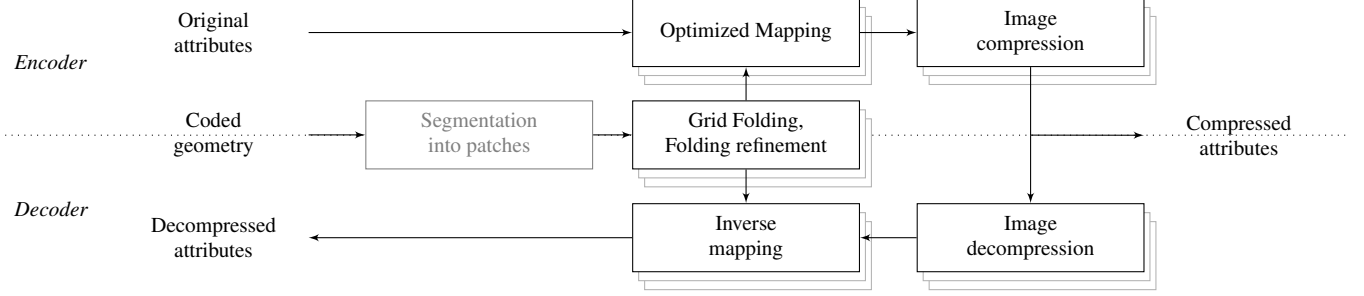 Original
attributes
Optimized Mapping
Image
compression
Encoder
Coded
geometry
Segmentation
into patches
Grid Folding,
Folding refinement
Compressed
attributes
Decoder
Decompressed
attributes
Inverse
mapping
Image
decompression